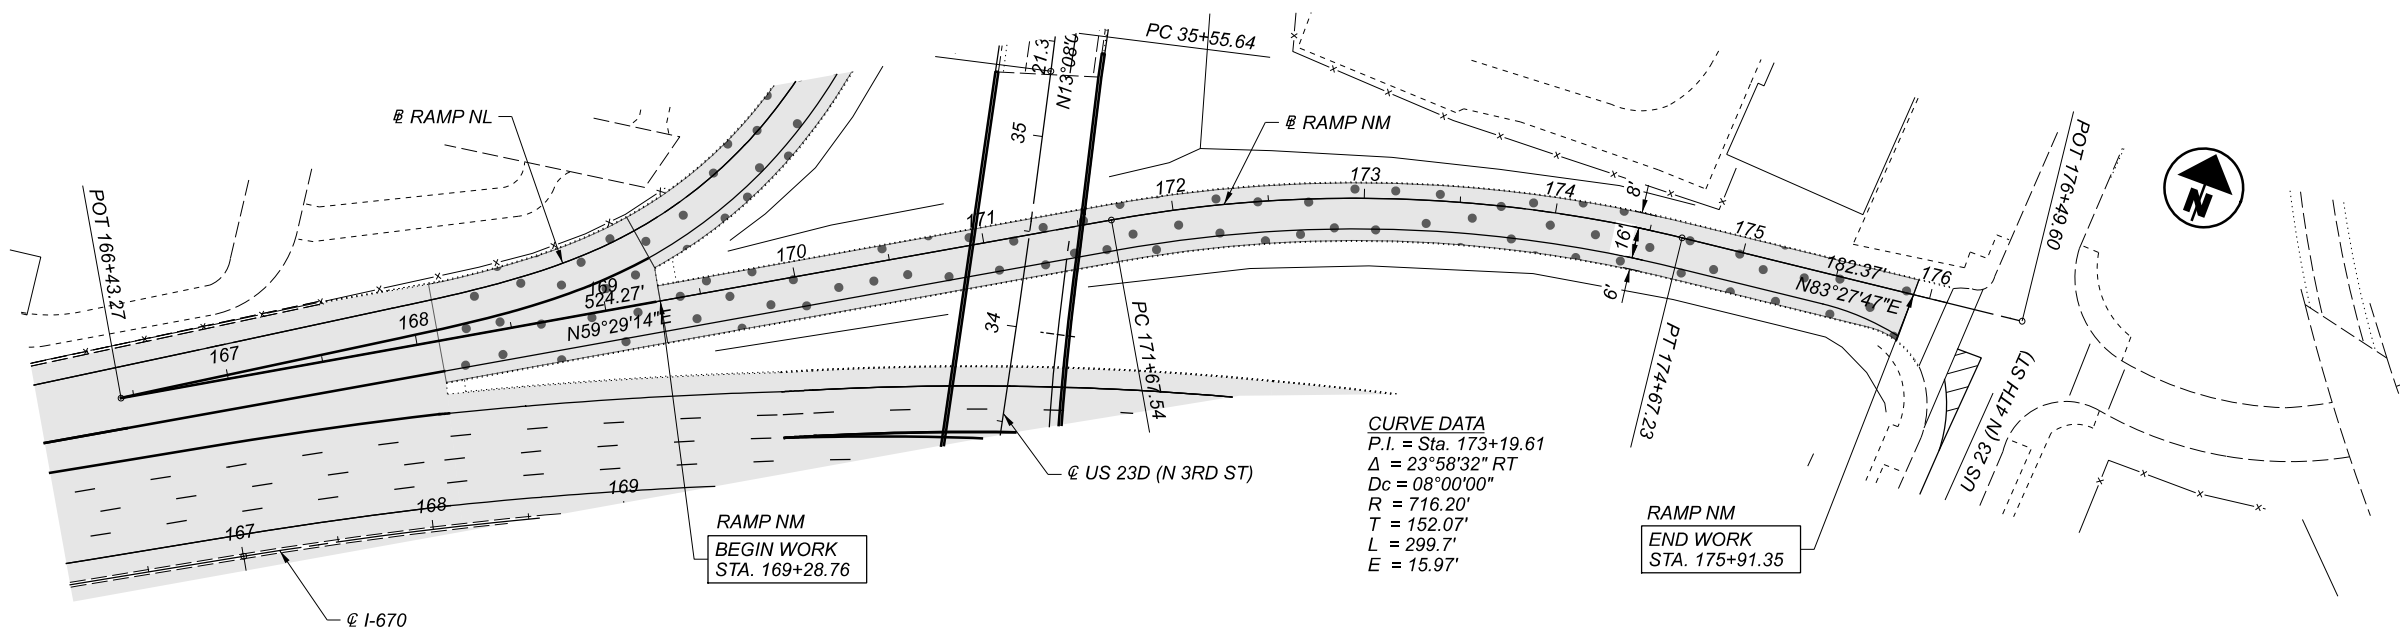 PC 35+55.64
21.3
N13°08'0
℄ RAMP NL
35
℄ RAMP NM
POT 166+43.27
POT 176+49.60
N
172
173
174
8'
175
171
170
16'
182.37'
176
N83°27'47"E
169
524.27'
N59°29'14"E
6'
168
167
34
PC 171+67.54
PT 174+67.23
US 23 (N 4TH ST)
CURVE DATA
P.I. = Sta. 173+19.61
Δ = 23°58'32" RT
Dc = 08°00'00"
R = 716.20'
T = 152.07'
L = 299.7'
E = 15.97'
℄ US 23D (N 3RD ST)
169
168
167
RAMP NM
BEGIN WORK
STA. 169+28.76
RAMP NM
END WORK
STA. 175+91.35
℄ I-670